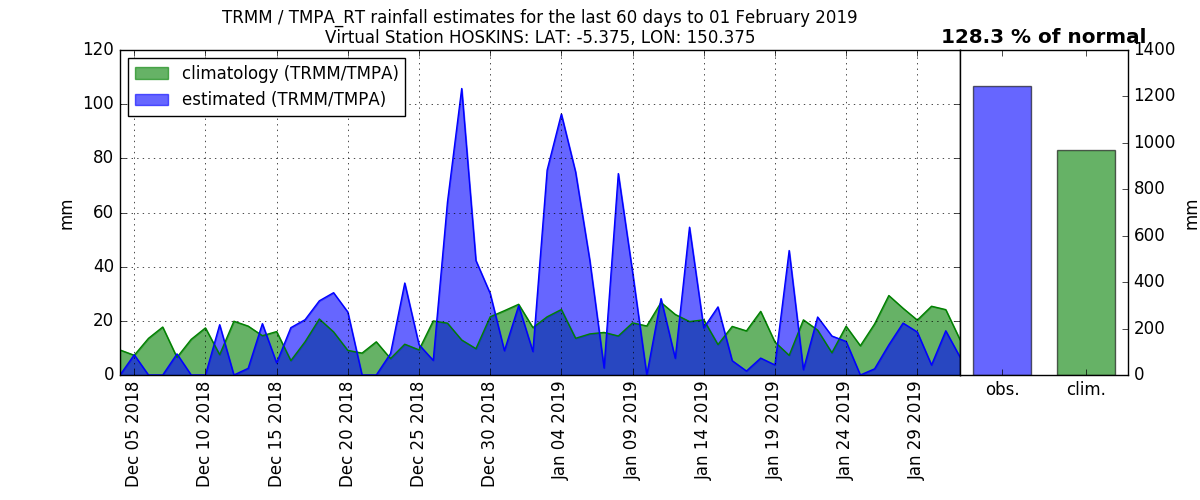 TRMM / TMPA_RT rainfall estimates for the last 60 days to 01 February 2019
Virtual Station HOSKINS: LAT: -5.375, LON: 150.375
128.3 % of normal
climatology (TRMM/TMPA)
estimated (TRMM/TMPA)
mm
120
100
80
60
40
20
0
Dec 05 2018
Dec 10 2018
Dec 15 2018
Dec 20 2018
Dec 25 2018
Dec 30 2018
Jan 04 2019
Jan 09 2019
Jan 14 2019
Jan 19 2019
Jan 24 2019
Jan 29 2019
obs.
clim.
1400
1200
1000
800
600
400
200
0
mm